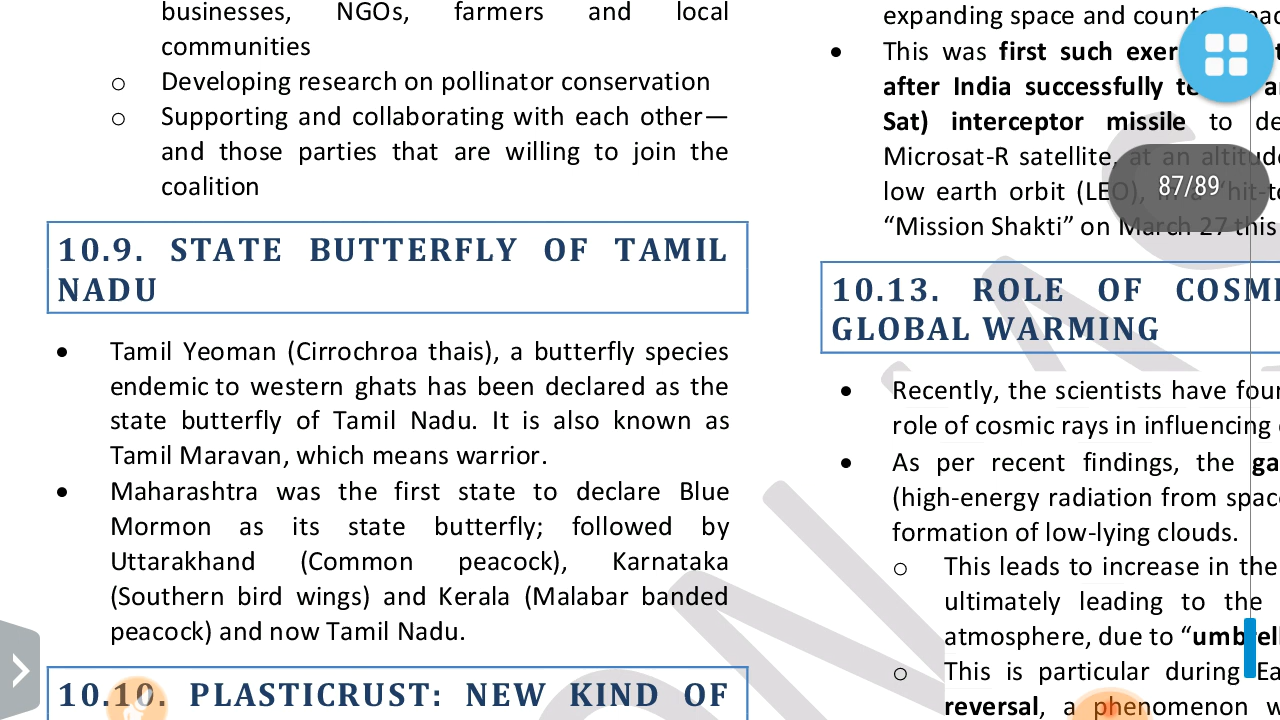 businesses, NGOs, farmers and local
communities
○ Developing research on pollinator conservation
○ Supporting and collaborating with each other—
and those parties that are willing to join the
coalition
10.9. STATE BUTTERFLY OF TAMIL
NADU
● Tamil Yeoman (Cirrochroa thais), a butterfly species
endemic to western ghats has been declared as the
state butterfly of Tamil Nadu. It is also known as
Tamil Maravan, which means warrior.
● Maharashtra was the first state to declare Blue
Mormon as its state butterfly; followed by
Uttarakhand (Common peacock), Karnataka
(Southern bird wings) and Kerala (Malabar banded
peacock) and now Tamil Nadu.
10.10. PLASTICRUST: NEW KIND OF
expanding space and
● This was first such
after India successfully
Sat) interceptor missile to
Microsat-R satellite, at an
low earth orbit (LEO),
“Mission Shakti” on March 27 this
87/89
10.13. ROLE OF
GLOBAL WARMING
● Recently, the scientists have
role of cosmic rays in influencing
● As per recent findings, the
(high-energy radiation from
formation of low-lying clouds.
○ This leads to increase in the
ultimately leading to the
atmosphere, due to
○ This is particular during
reversal, a phenomenon